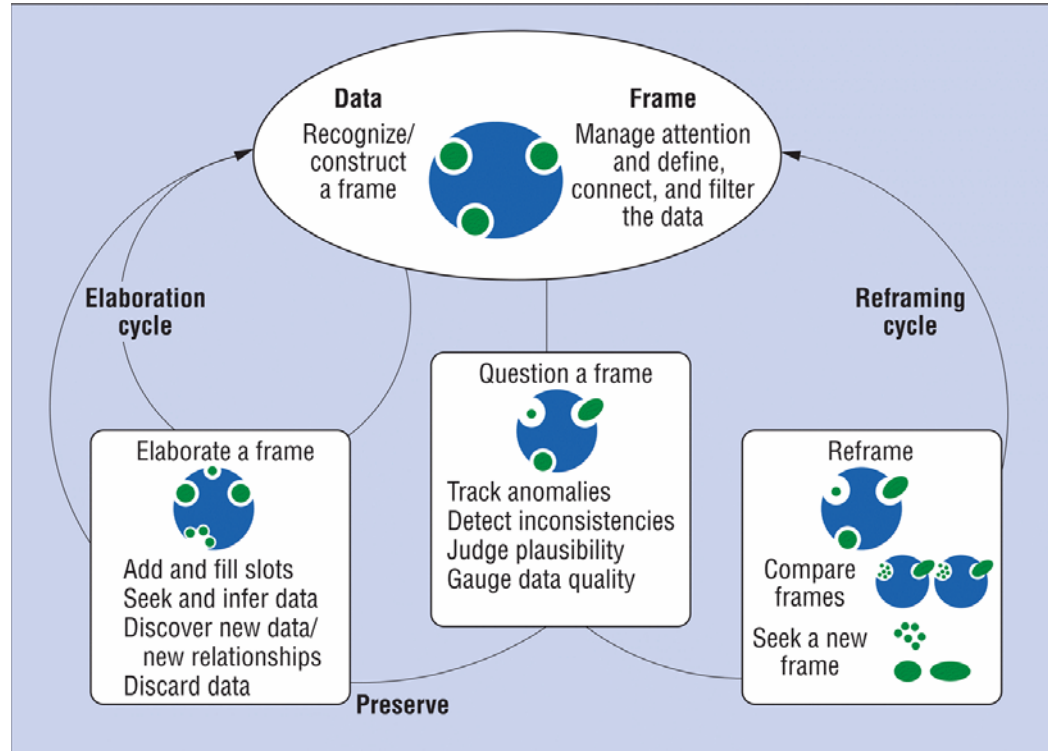 Data
Recognize/
construct
a frame
Frame
Manage attention
and define,
connect, and filter
the data
Elaboration
cycle
Reframing
cycle
Elaborate a frame
Add and fill slots
Seek and infer data
Discover new data/
new relationships
Discard data
Question a frame
Track anomalies
Detect inconsistencies
Judge plausibility
Gauge data quality
Reframe
Compare
frames
Seek a new
frame
Preserve